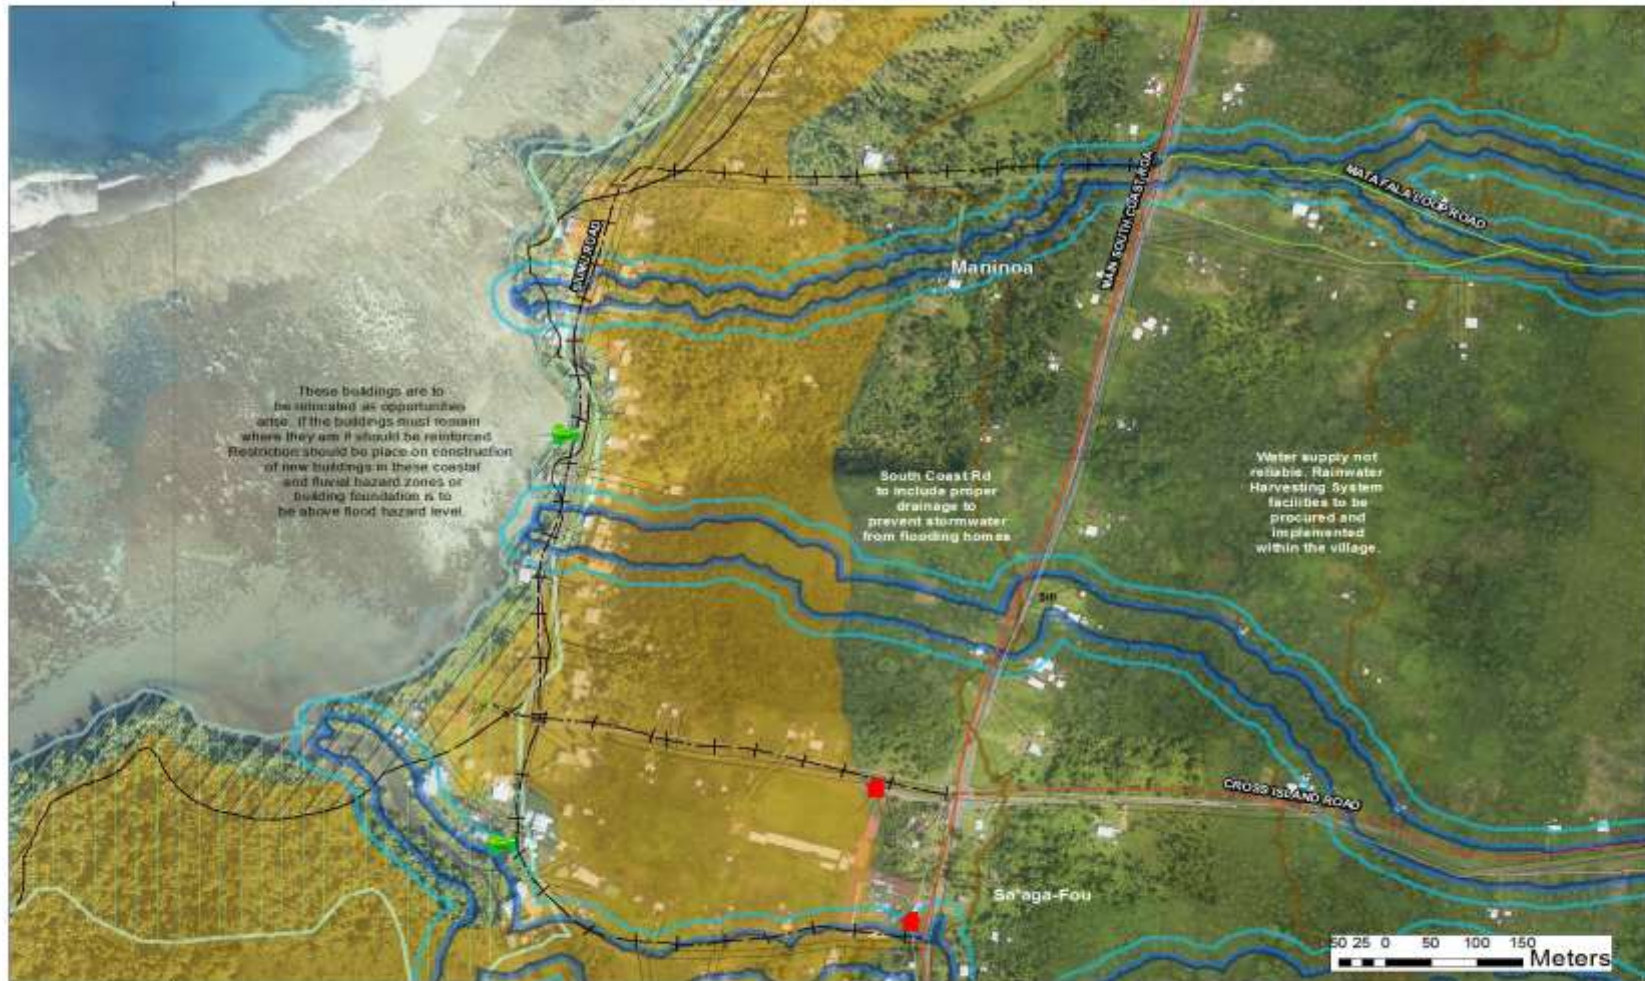 MATAFALA LOOP ROAD
MAIN SOUTH COAST ROA
ROAD
Maninoa
These buildings are to
be relocated as opportunities
arise. If the buildings must remain
where they are it should be reinforced.
Restriction should be place on construction
of new buildings in these coastal
and fluvial hazard zones or
building foundation is to
be above flood hazard level.
South Coast Rd
to include proper
drainage to
prevent stormwater
from flooding homes
Water supply not
reliable. Rainwater
Harvesting System
facilities to be
procured and
implemented
within the village.
Siti
CROSS ISLAND ROAD
Sa'aga-Fou
50 25 0 50 100 150
Meters